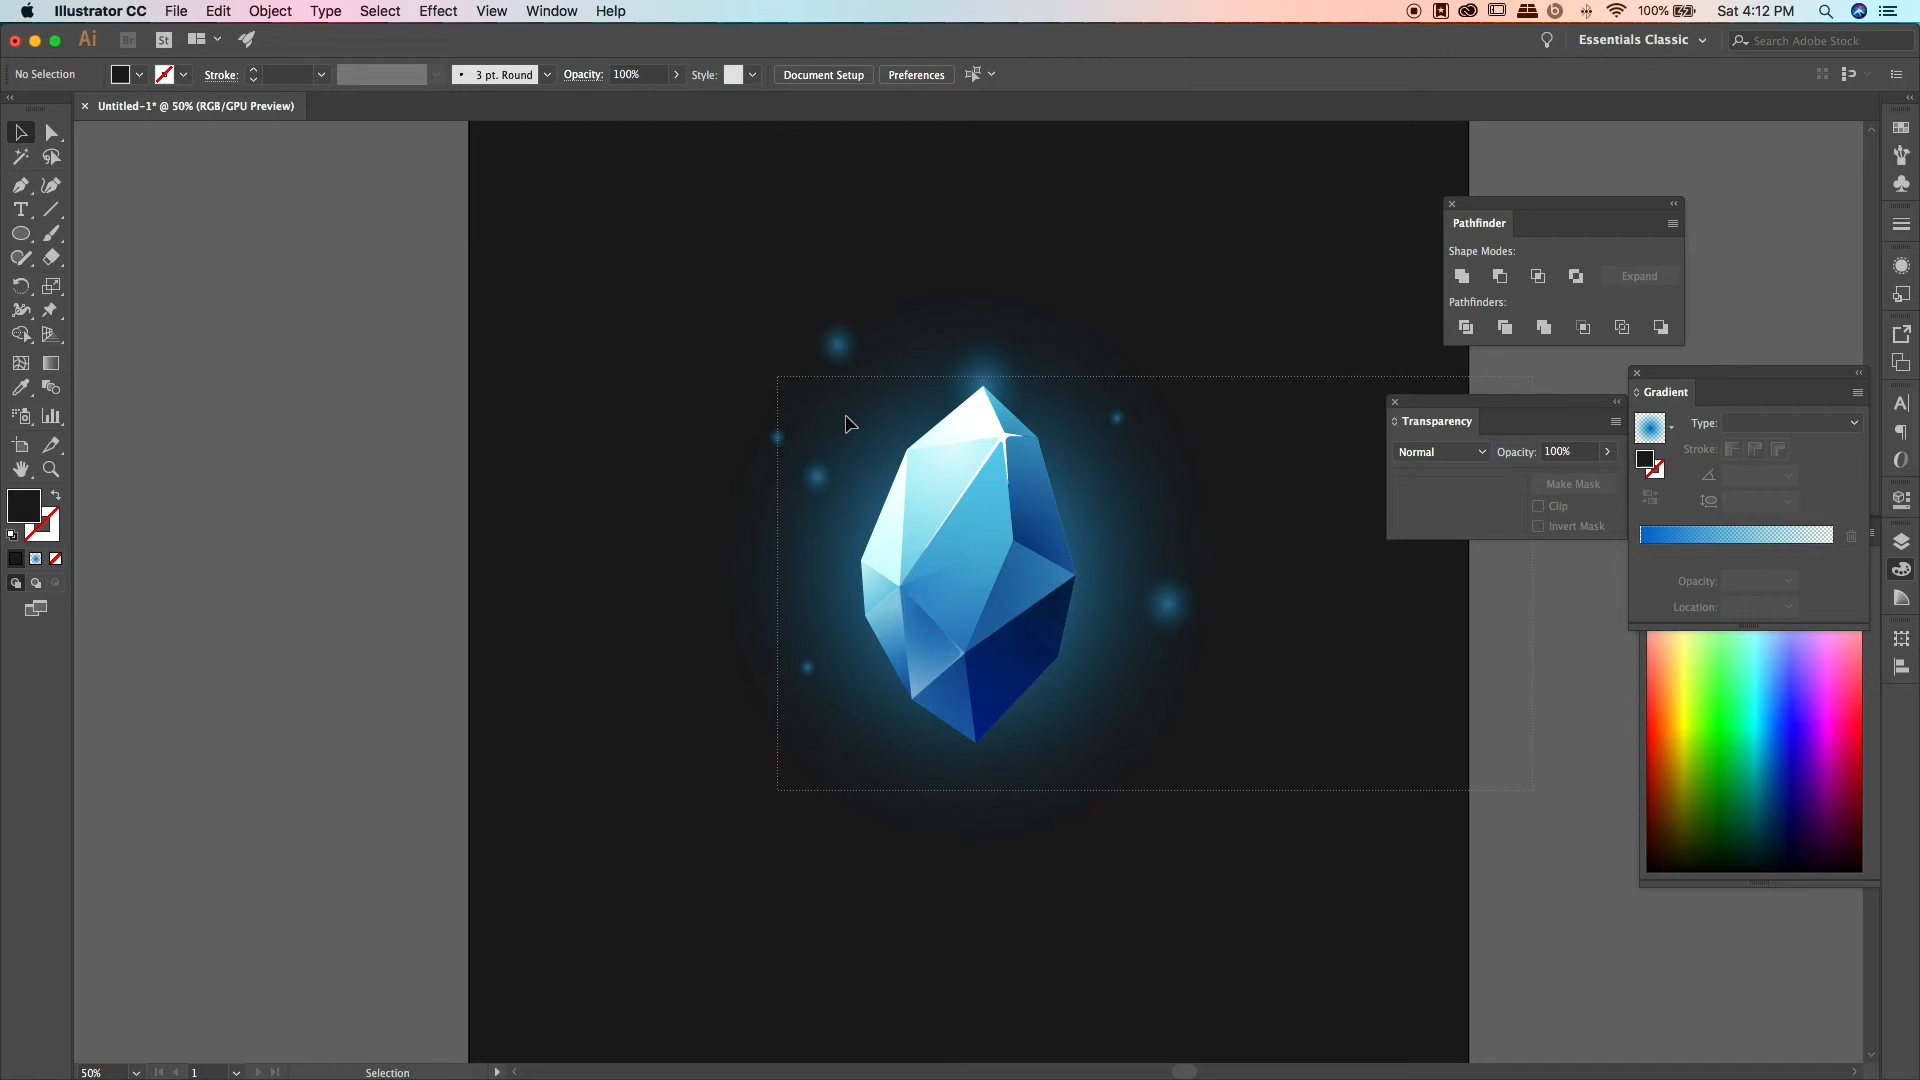 Illustrator CC File Edit Object Type Select Effect View Window Help 100% Sat 4:12 PM
Ai Br St Essentials Classic Search Adobe Stock
No Selection Stroke: 3 pt. Round Opacity: 100% Style: Document Setup Preferences
Untitled-1* @ 50% (RGB/GPU Preview)
Pathfinder
Shape Modes:
Expand
Pathfinders:
Gradient
Type:
Stroke:
Opacity:
Location:
Transparency
Normal Opacity: 100%
Make Mask
Clip
Invert Mask
50% 1 Selection